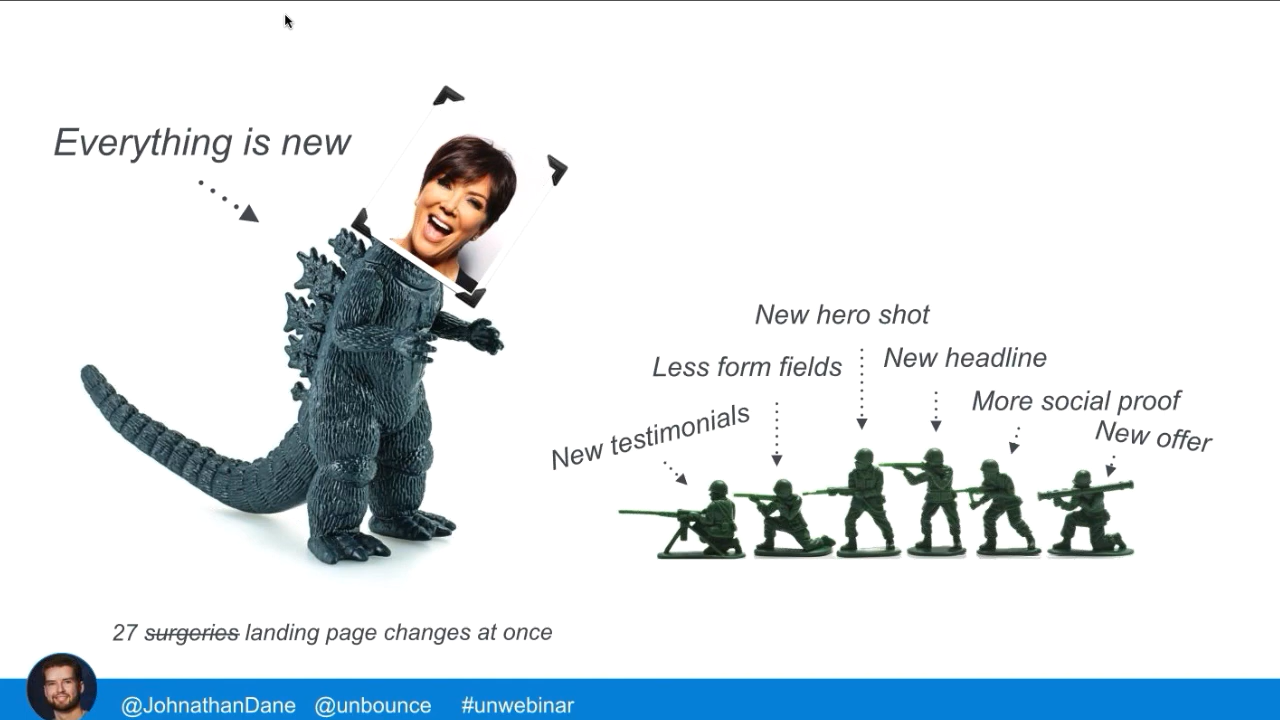 Everything is new
New hero shot
Less form fields
New headline
More social proof
New testimonials
New offer
27 surgeries landing page changes at once
@JohnathanDane @unbounce #unwebinar